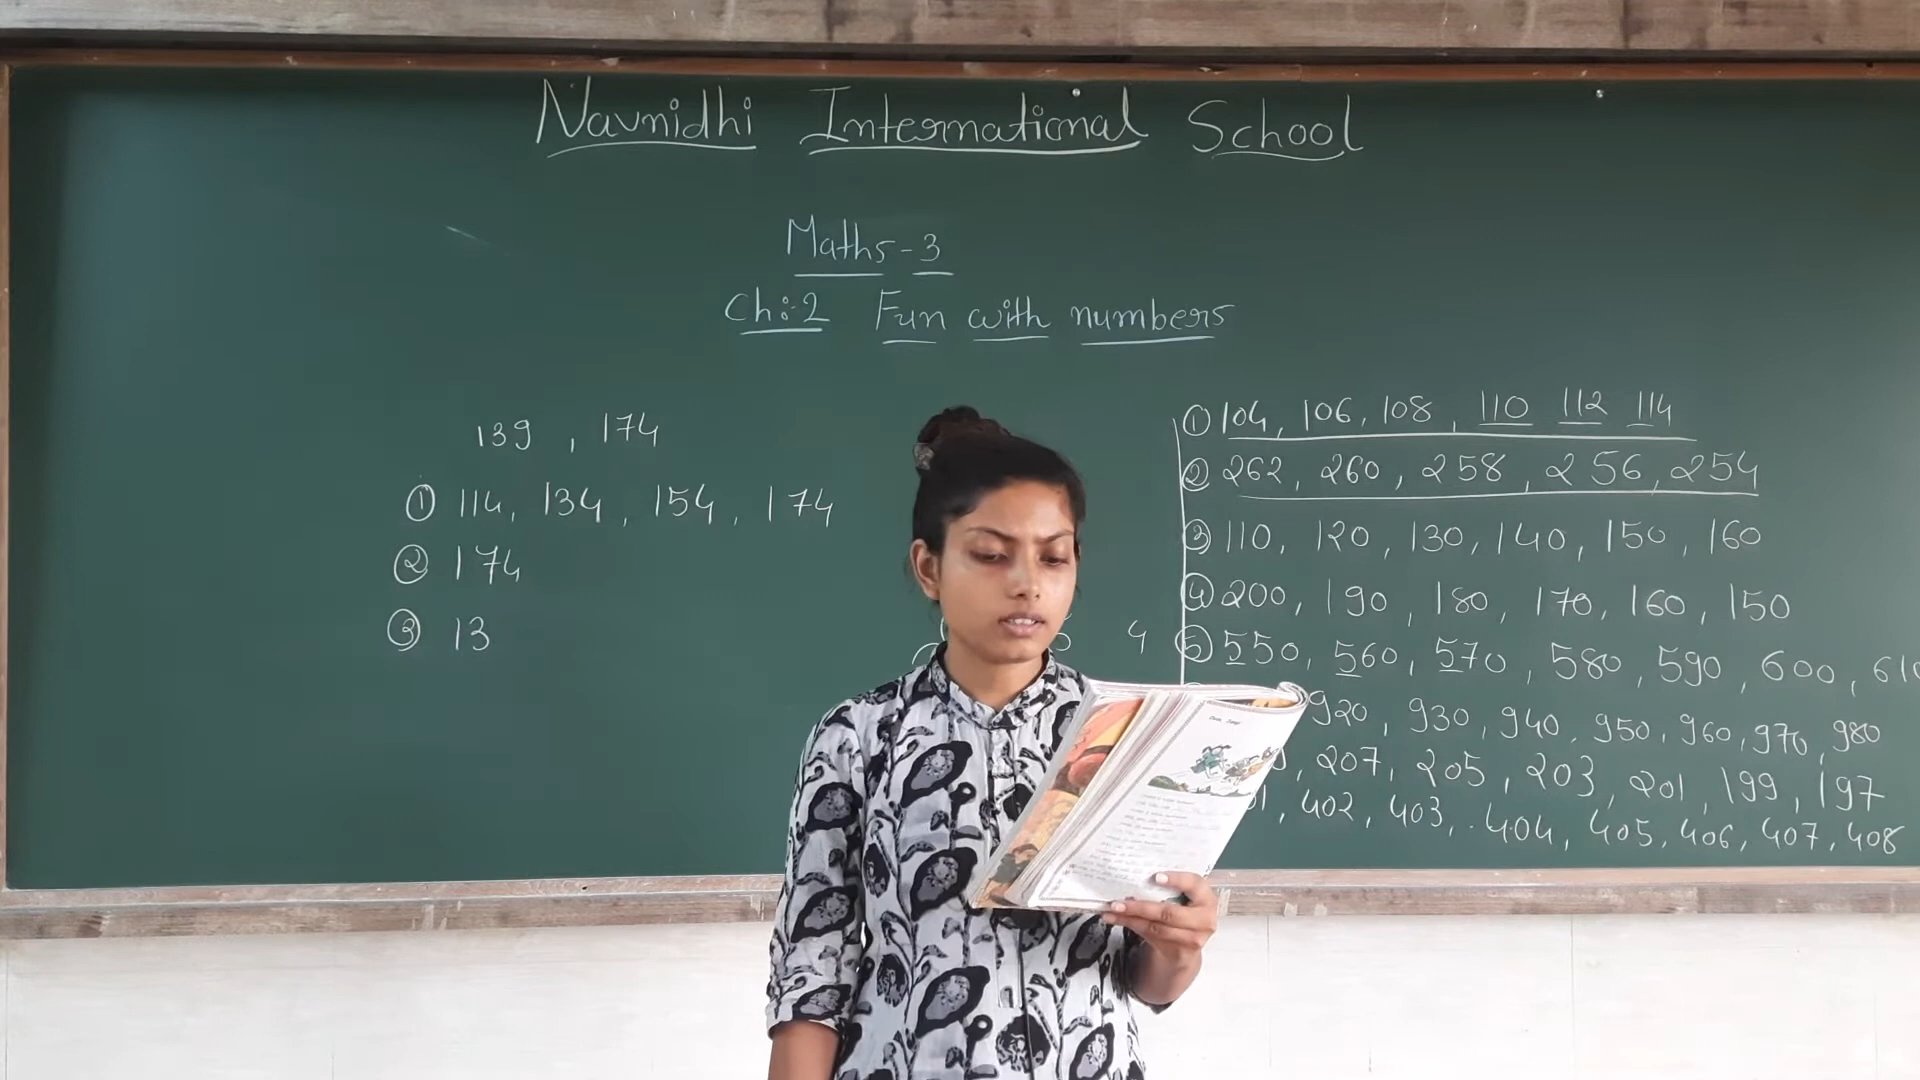 Navnidhi International School
Maths-3
Ch:-2 Fun with numbers
139, 174
① 114, 134, 154, 174
② 174
③ 13
4
① 104, 106, 108, 110 112 114
② 262, 260, 258, 256, 254
③ 110, 120, 130, 140, 150, 160
④ 200, 190, 180, 170, 160, 150
⑤ 550, 560, 570, 580, 590, 600, 610
920, 930, 940, 950, 960, 970, 980
, 207, 205, 203, 201, 199, 197
, 402, 403, 404, 405, 406, 407, 408